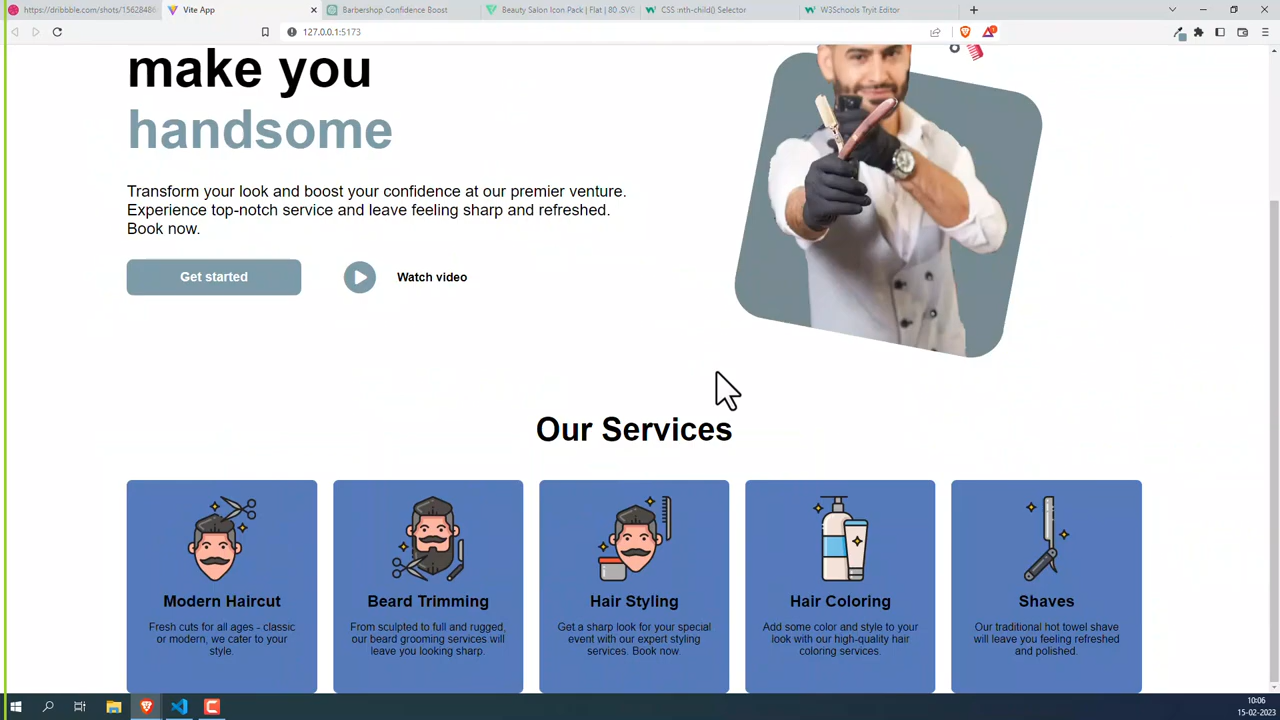 https://dribbble.com/shots/15628486
Vite App
Barbershop Confidence Boost
Beauty Salon Icon Pack | Flat | 80 .SVG
CSS :nth-child() Selector
W3Schools Tryit Editor
127.0.0.1:5173
make you
handsome
Transform your look and boost your confidence at our premier venture.
Experience top-notch service and leave feeling sharp and refreshed.
Book now.
Get started
Watch video
Our Services
Modern Haircut
Fresh cuts for all ages - classic
or modern, we cater to your
style.
Beard Trimming
From sculpted to full and rugged,
our beard grooming services will
leave you looking sharp.
Hair Styling
Get a sharp look for your special
event with our expert styling
services. Book now
Hair Coloring
Add some color and style to your
look with our high-quality hair
coloring services.
Shaves
Our traditional hot towel shave
will leave you feeling refreshed
and polished.
10:06
15-02-2023